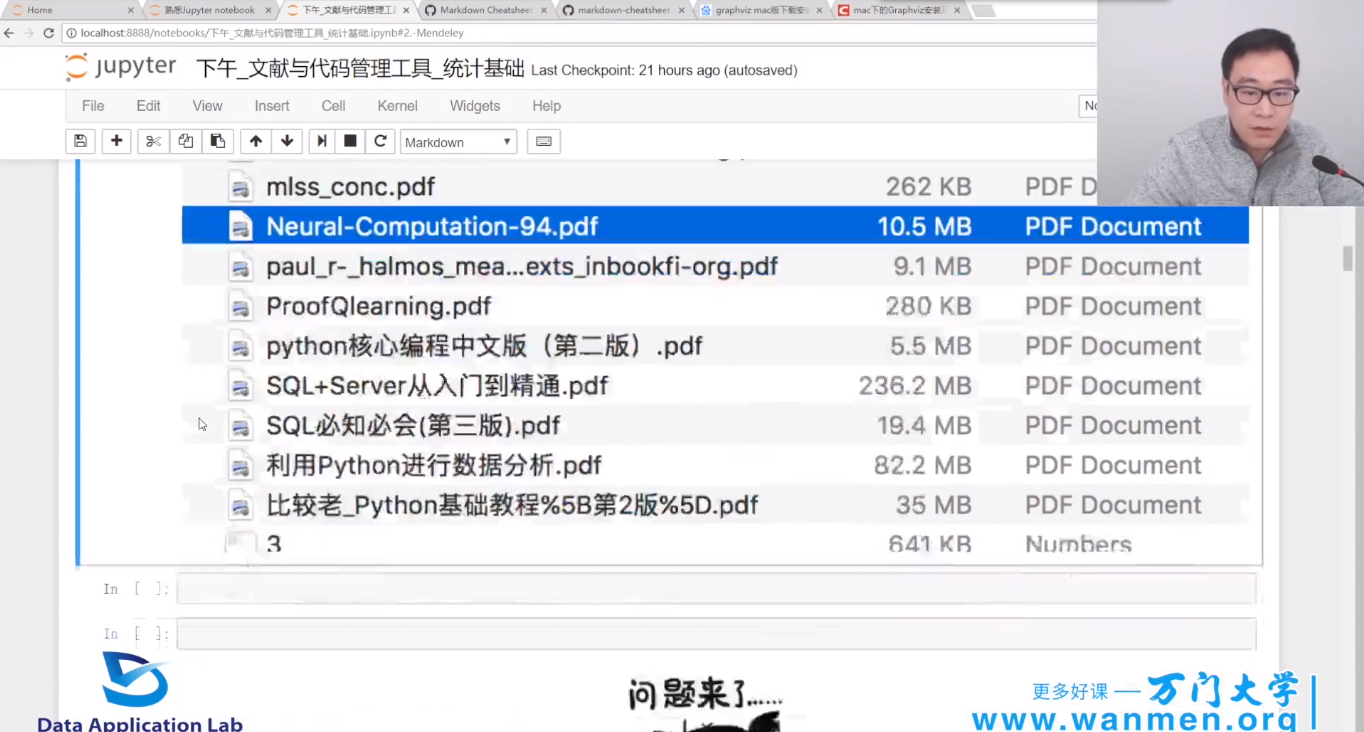 Home
熟悉Jupyter notebook
下午_文献与代码管理工具
Markdown Cheatsheet
markdown-cheatsheet
graphviz mac版下载安
mac下的Graphviz安装
localhost:8888/notebooks/下午_文献与代码管理工具_统计基础.ipynb#2.-Mendeley
jupyter 下午_文献与代码管理工具_统计基础 Last Checkpoint: 21 hours ago (autosaved)
File Edit View Insert Cell Kernel Widgets Help
Markdown
mlss_conc.pdf 262 KB PDF D
Neural-Computation-94.pdf 10.5 MB PDF Document
paul_r-_halmos_mea...exts_inbookfi-org.pdf 9.1 MB PDF Document
ProofQlearning.pdf 280 KB PDF Document
python核心编程中文版（第二版）.pdf 5.5 MB PDF Document
SQL+Server从入门到精通.pdf 236.2 MB PDF Document
SQL必知必会(第三版).pdf 19.4 MB PDF Document
利用Python进行数据分析.pdf 82.2 MB PDF Document
比较老_Python基础教程%5B第2版%5D.pdf 35 MB PDF Document
3 641 KB Numbers
In [ ]:
In [ ]:
问题来了......
Data Application Lab
更多好课 — 万门大学
www.wanmen.org